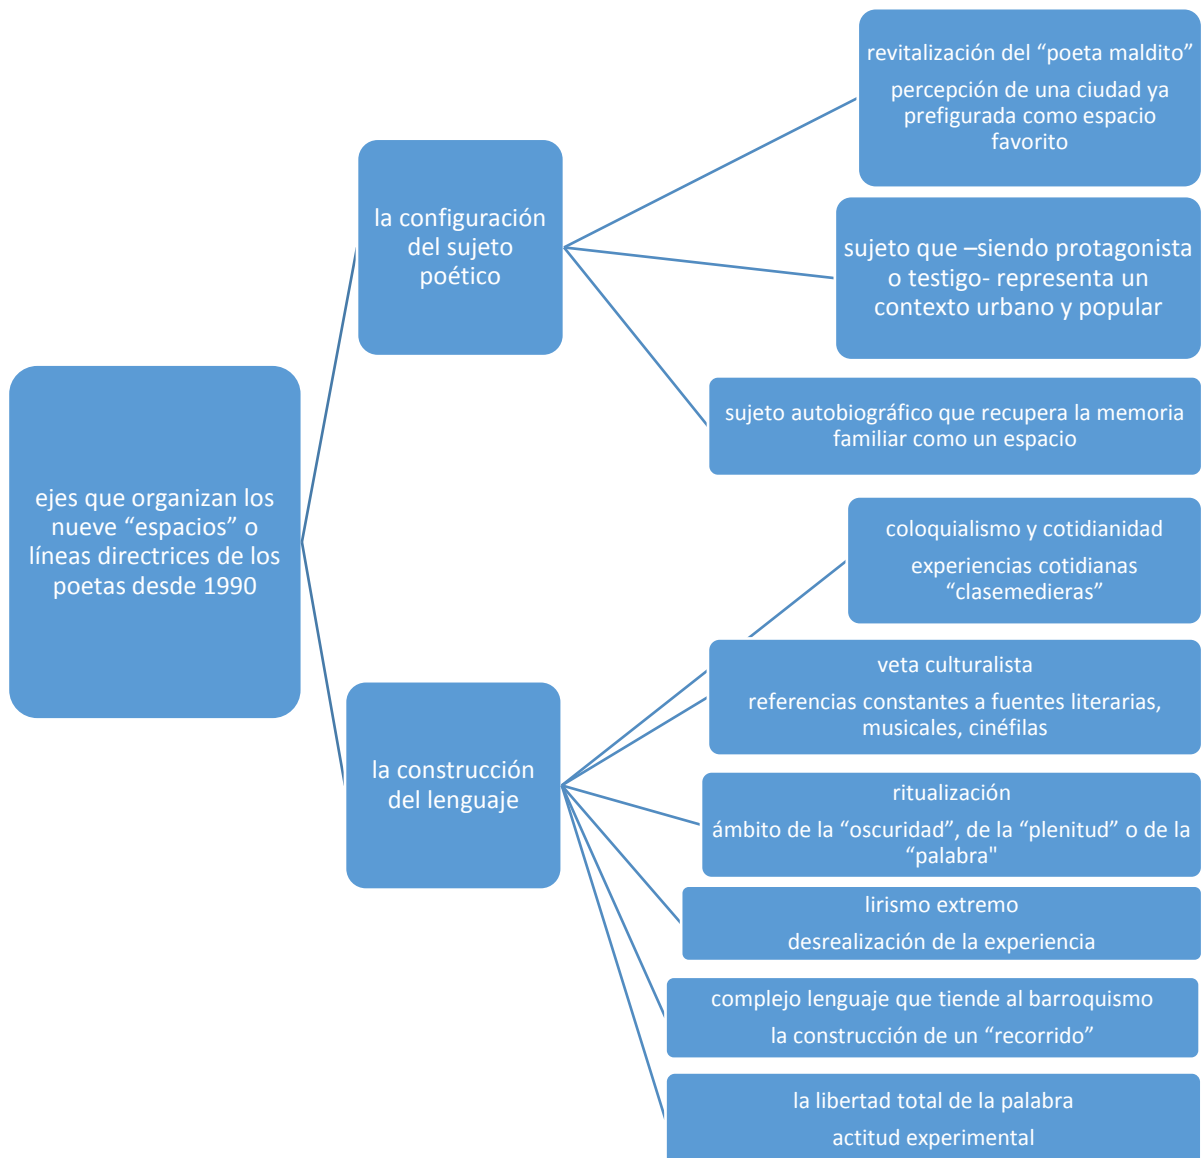 revitalización del “poeta maldito”
percepción de una ciudad ya
prefigurada como espacio
favorito
la configuración
del sujeto
poético
sujeto que –siendo protagonista
o testigo- representa un
contexto urbano y popular
sujeto autobiográfico que recupera la memoria
familiar como un espacio
ejes que organizan los
nueve “espacios” o
líneas directrices de los
poetas desde 1990
coloquialismo y cotidianidad
experiencias cotidianas
“clasemedieras”
veta culturalista
referencias constantes a fuentes literarias,
musicales, cinéfilas
la construcción
del lenguaje
ritualización
ámbito de la “oscuridad”, de la “plenitud” o de la
“palabra"
lirismo extremo
desrealización de la experiencia
complejo lenguaje que tiende al barroquismo
la construcción de un “recorrido”
la libertad total de la palabra
actitud experimental